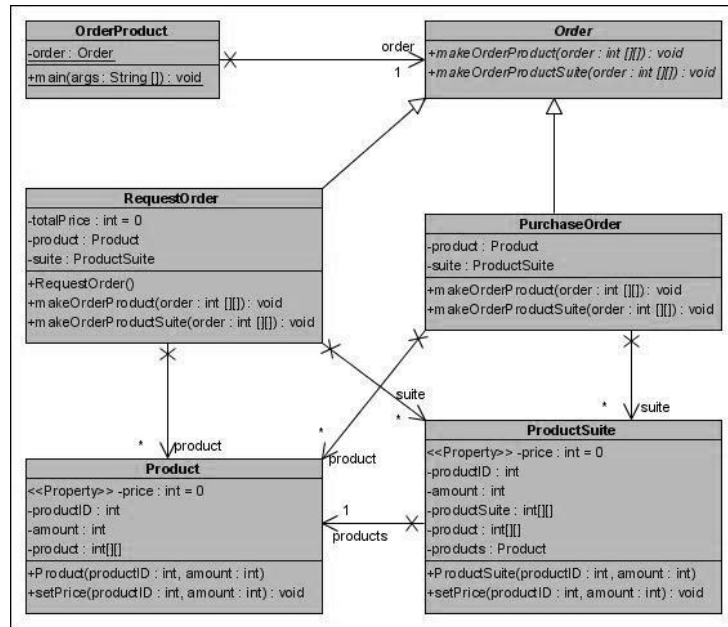 OrderProduct
-order : Order
+main(args : String []) : void
order
1
Order
+makeOrderProduct(order : int [][]) : void
+makeOrderProductSuite(order : int [][]) : void
RequestOrder
-totalPrice : int = 0
-product : Product
-suite : ProductSuite
+RequestOrder()
+makeOrderProduct(order : int [][]) : void
+makeOrderProductSuite(order : int [][]) : void
PurchaseOrder
-product : Product
-suite : ProductSuite
+makeOrderProduct(order : int [][]) : void
+makeOrderProductSuite(order : int [][]) : void
suite
*
* suite
* product
*
product
Product
<<Property>> -price : int = 0
-productID : int
-amount : int
-product : int[][]
+Product(productID : int, amount : int)
+setPrice(productID : int, amount : int) : void
1
products
ProductSuite
<<Property>> -price : int = 0
-productID : int
-amount : int
-productSuite : int[][]
-product : int[][]
-products : Product
+ProductSuite(productID : int, amount : int)
+setPrice(productID : int, amount : int) : void